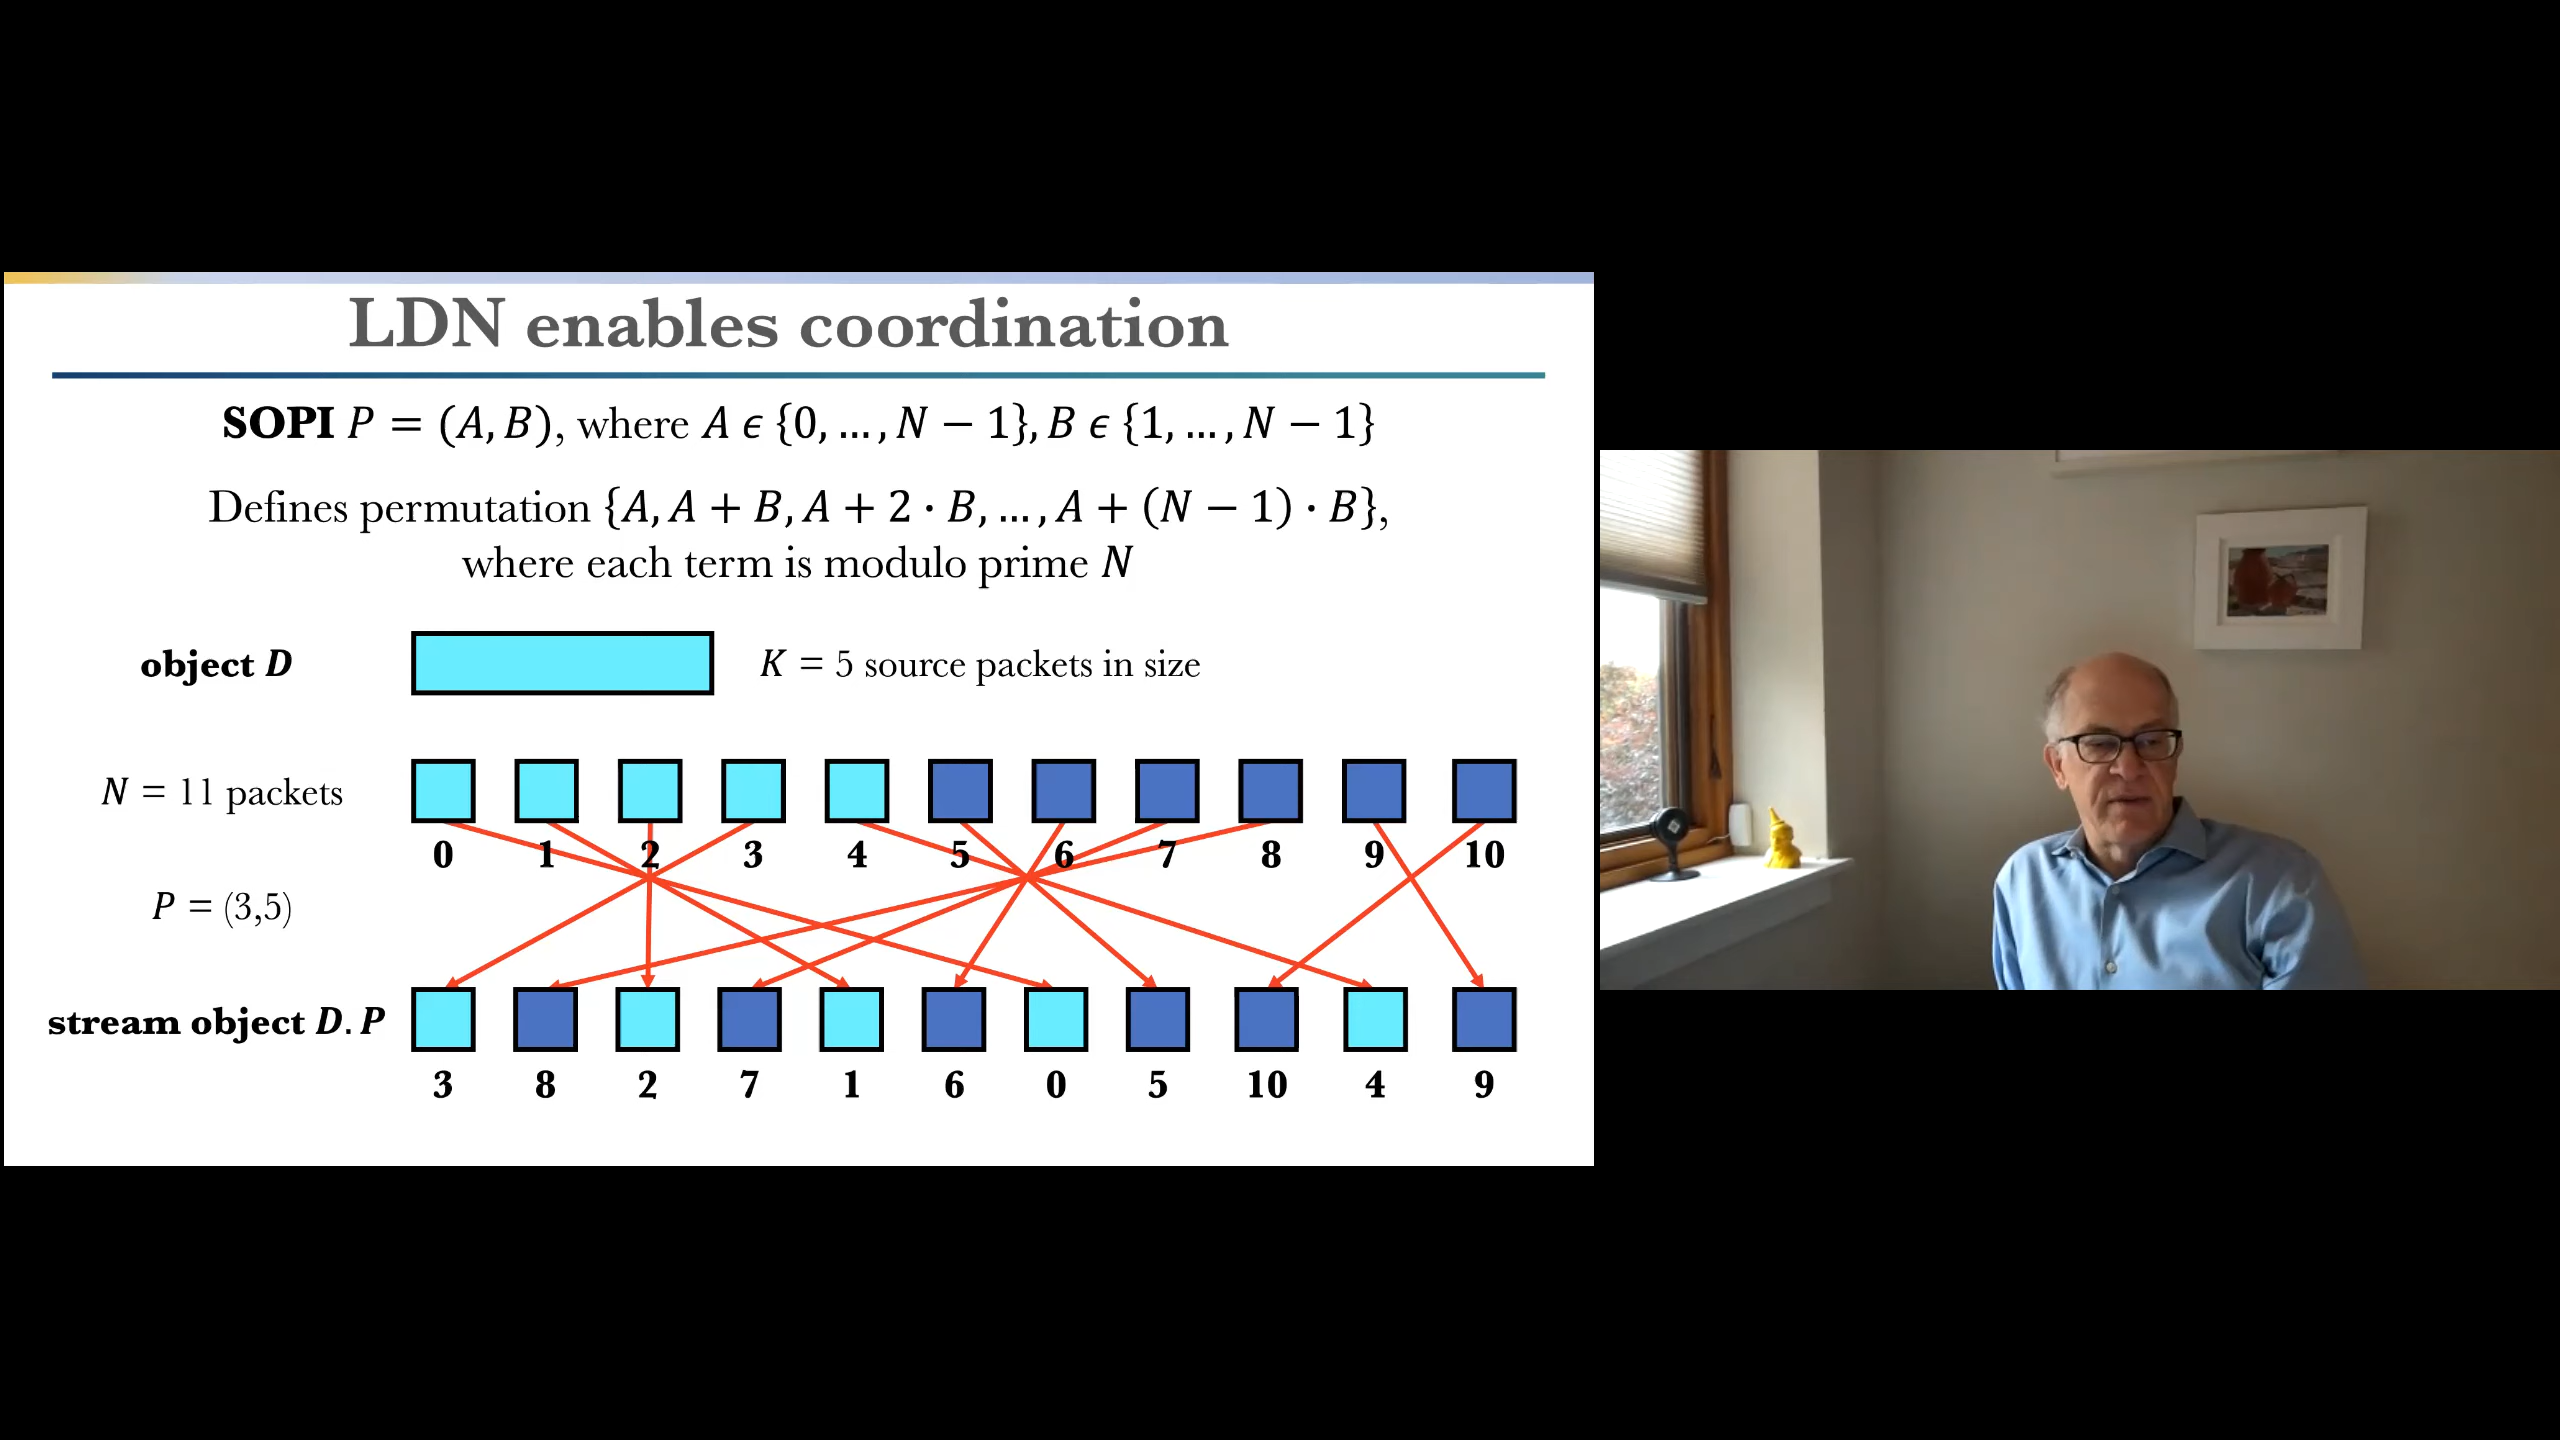 LDN enables coordination
SOPI P = (A, B), where A ϵ {0, … , N − 1}, B ϵ {1, … , N − 1}
Defines permutation {A, A + B, A + 2 · B, … , A + (N − 1) · B},
where each term is modulo prime N
object D
K = 5 source packets in size
N = 11 packets
0 1 2 3 4 5 6 7 8 9 10
P = (3,5)
stream object D. P
3 8 2 7 1 6 0 5 10 4 9